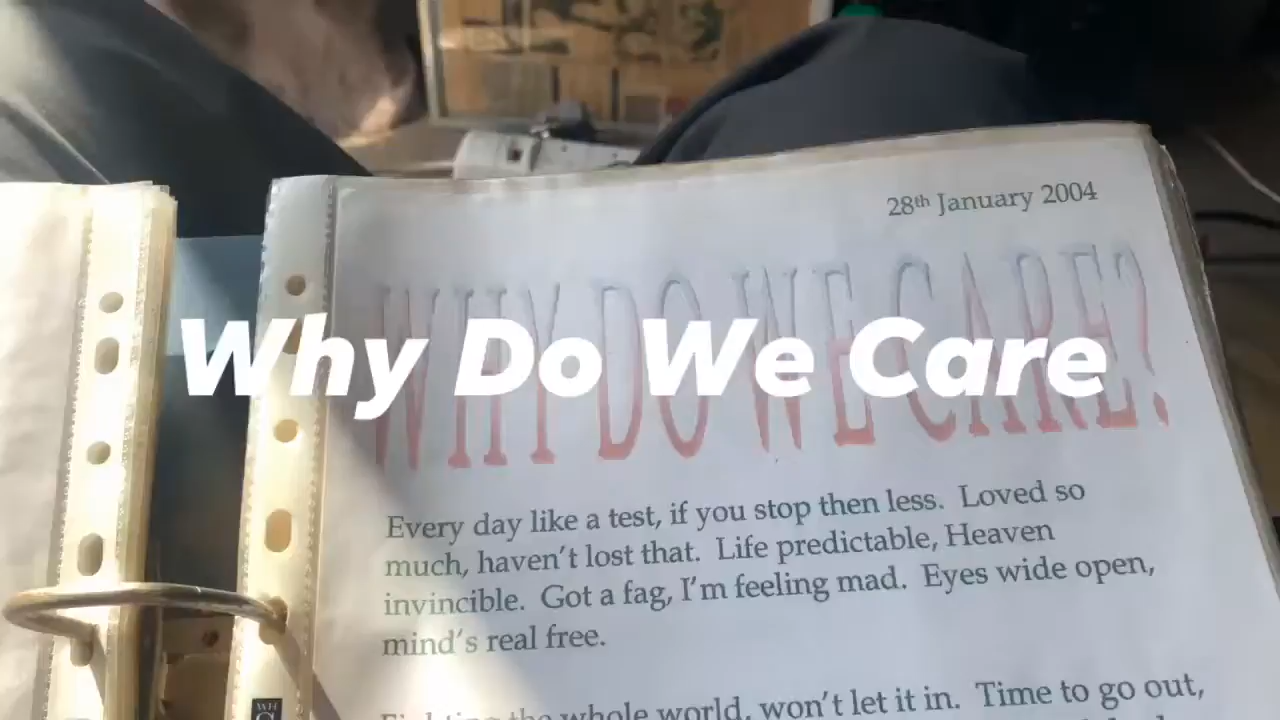 28th January 2004
WHY DO WE CARE?
Why Do We Care
Every day like a test, if you stop then less. Loved so
much, haven't lost that. Life predictable, Heaven
invincible. Got a fag, I'm feeling mad. Eyes wide open,
mind's real free.
the whole world, won't let it in. Time to go out,
WH